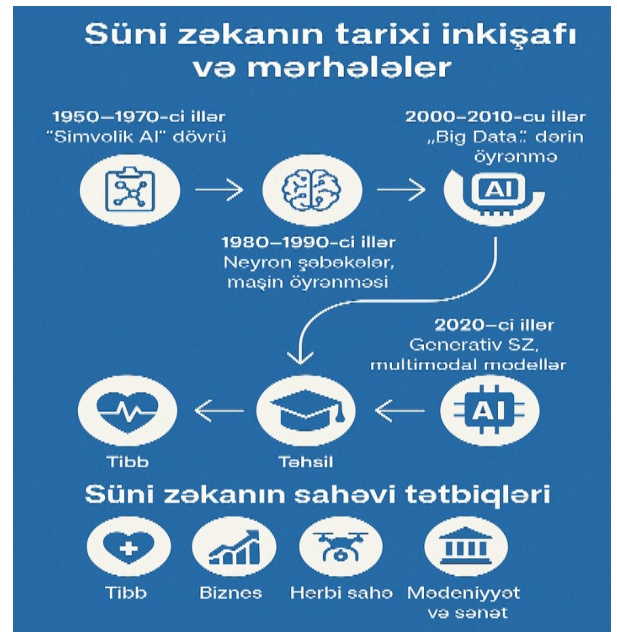 Süni zəkanın tarixi inkişafı
və mərhələlər
1950–1970-ci illər
“Simvolik AI” dövrü
2000–2010-cu illər
„Big Data‟: dərin
öyrənmə
AI
1980–1990-ci illər
Neyron şəbəkələr,
maşin öyrənməsi
2020–ci illər
Generativ SZ,
multimodal modellər
AI
Tibb
Təhsil
Süni zəkanın sahəvi tətbiqləri
Tibb
Biznes
Herbi sahə
Mədeniyyət
və sənət